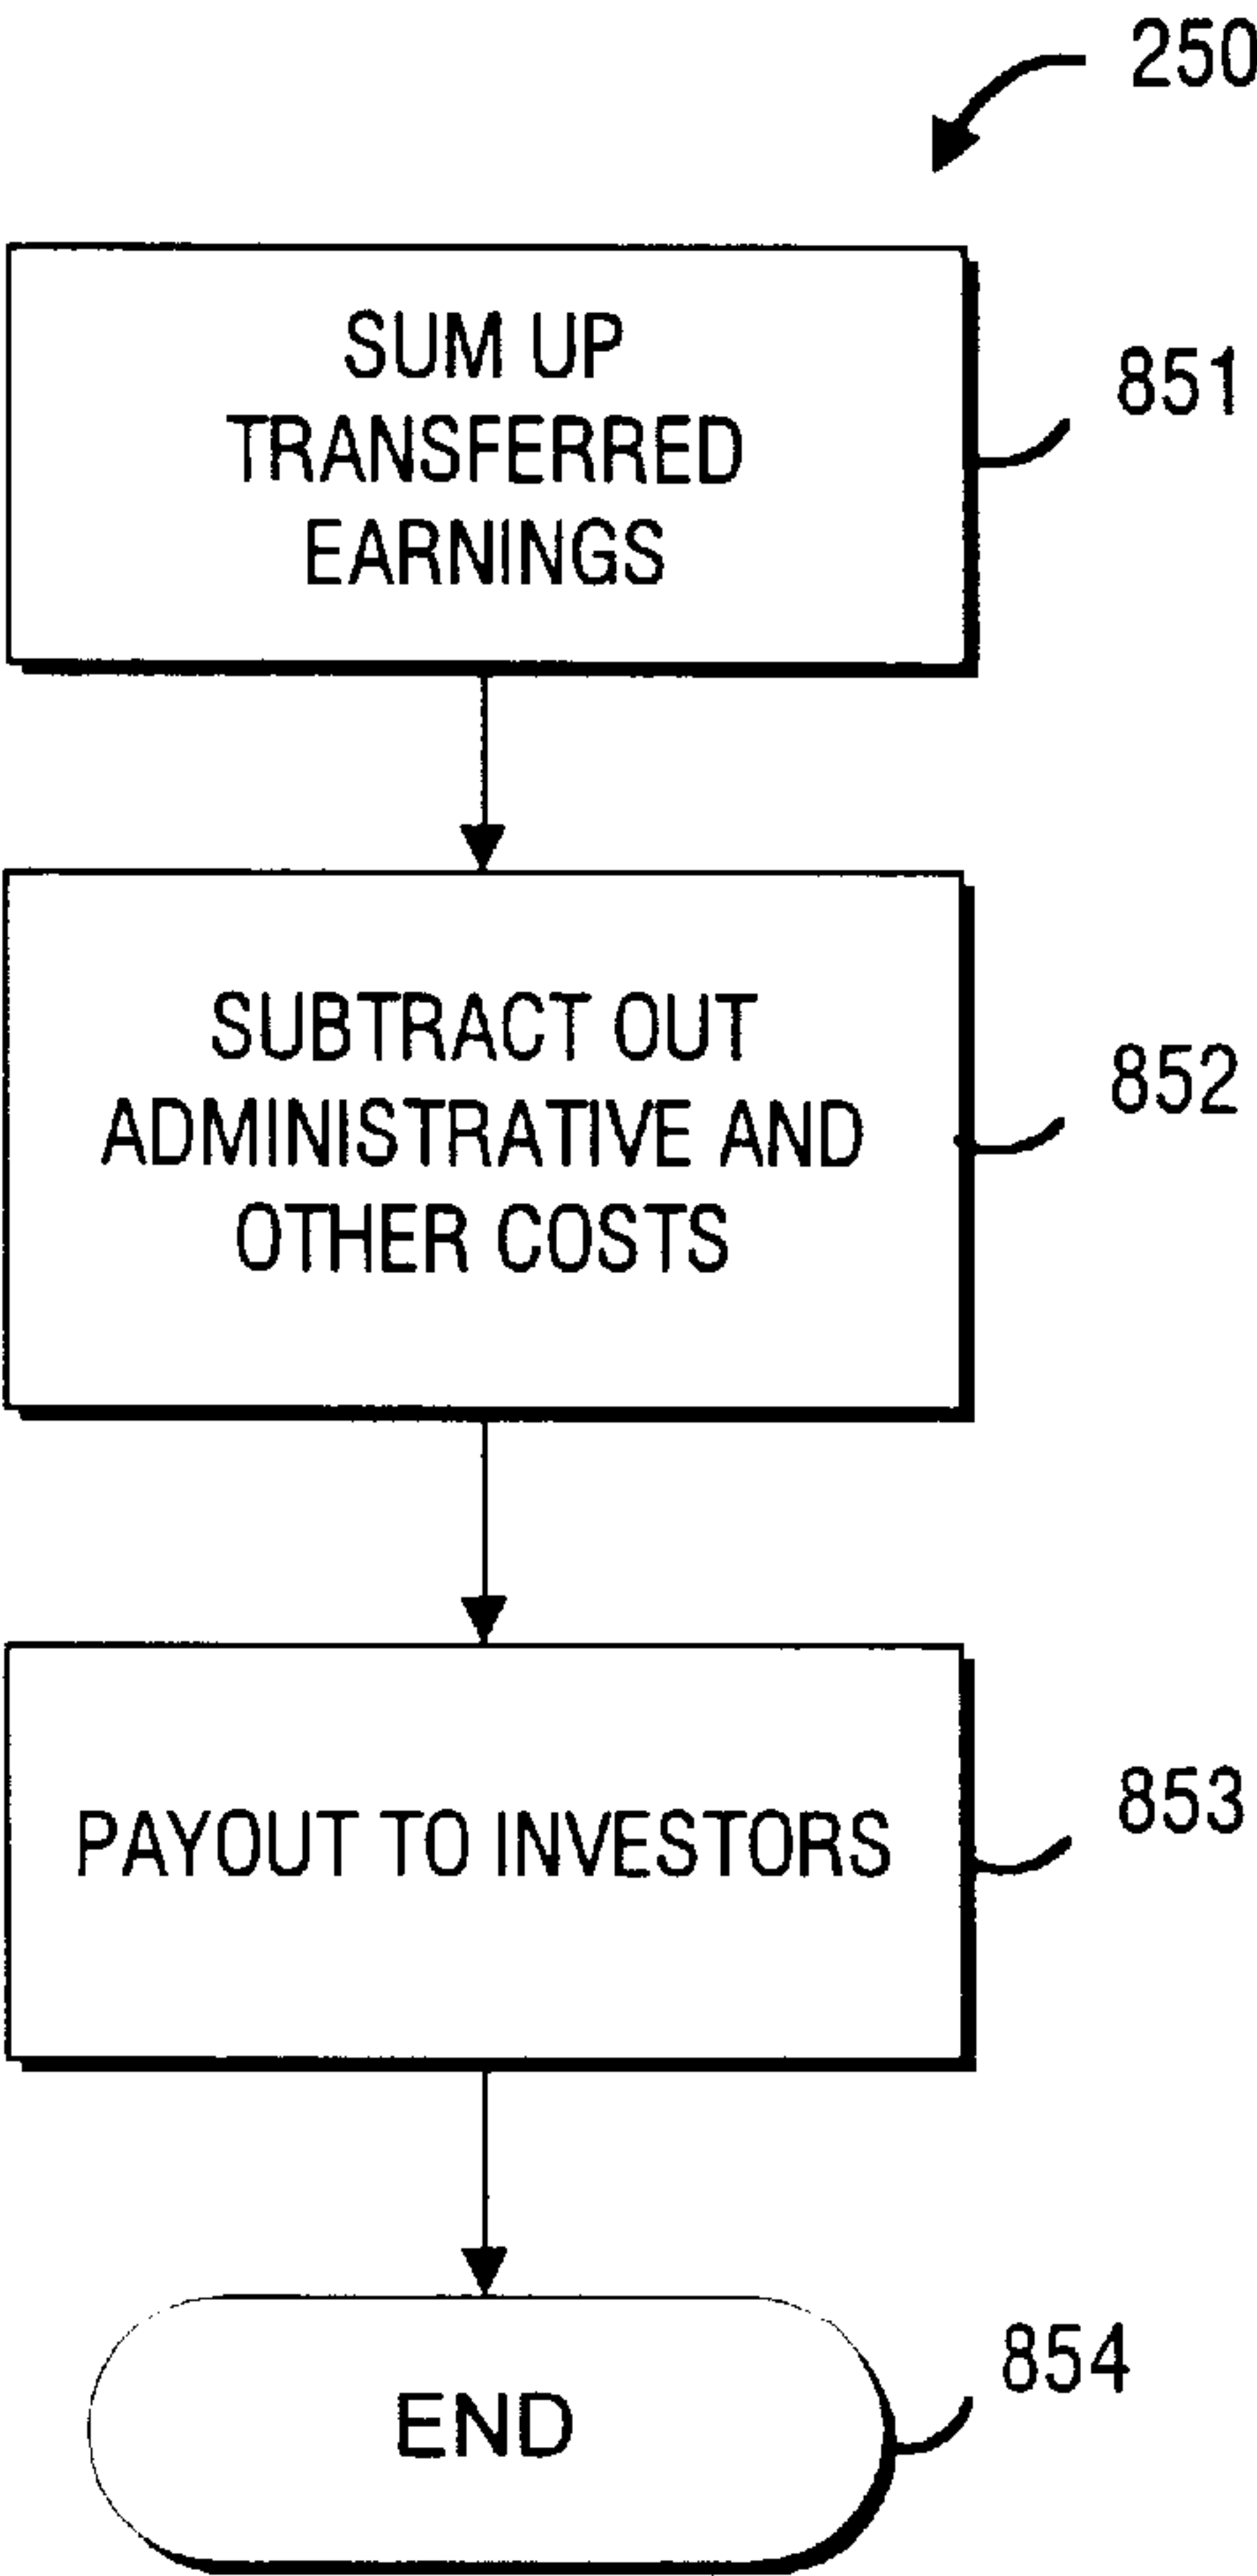 250
SUM UP
TRANSFERRED
EARNINGS
851
SUBTRACT OUT
ADMINISTRATIVE AND
OTHER COSTS
852
PAYOUT TO INVESTORS
853
END
854